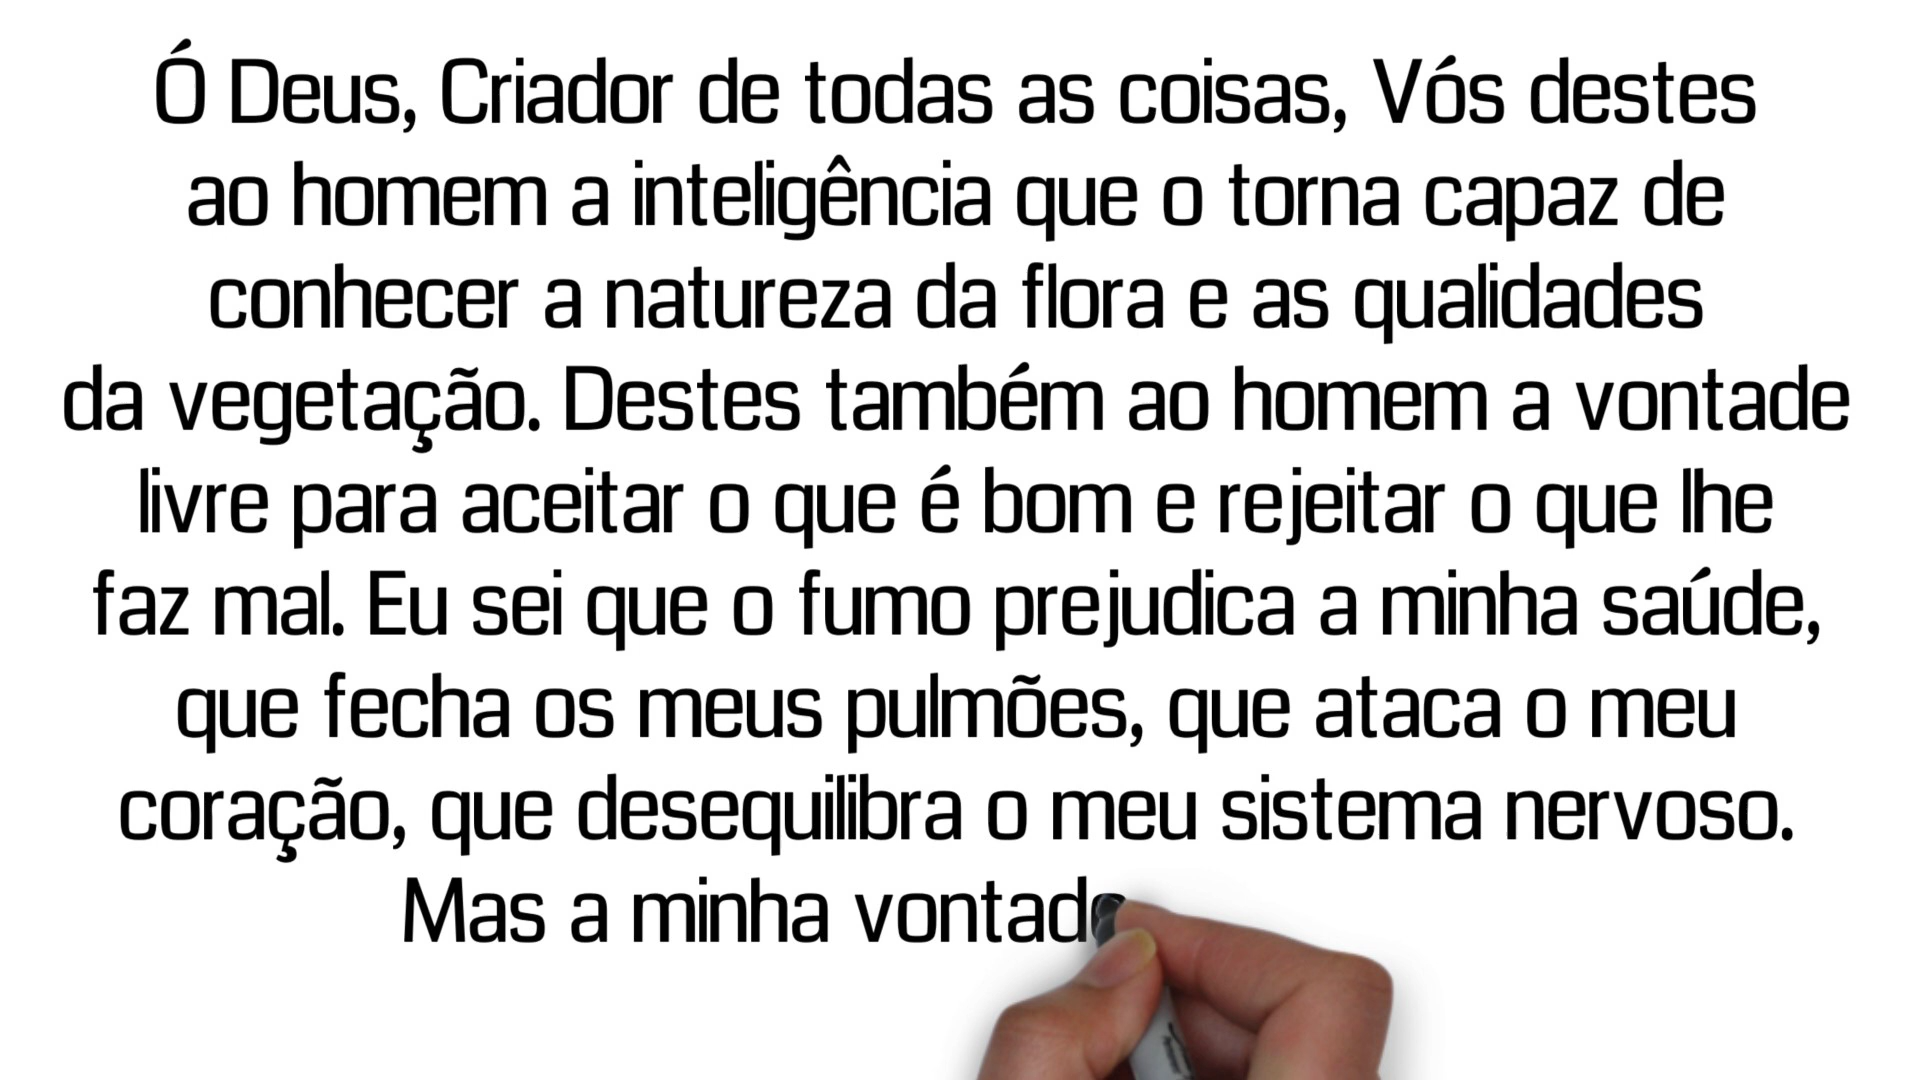 Ó Deus, Criador de todas as coisas, Vós destes
ao homem a inteligência que o torna capaz de
conhecer a natureza da flora e as qualidades
da vegetação. Destes também ao homem a vontade
livre para aceitar o que é bom e rejeitar o que lhe
faz mal. Eu sei que o fumo prejudica a minha saúde,
que fecha os meus pulmões, que ataca o meu
coração, que desequilibra o meu sistema nervoso.
Mas a minha